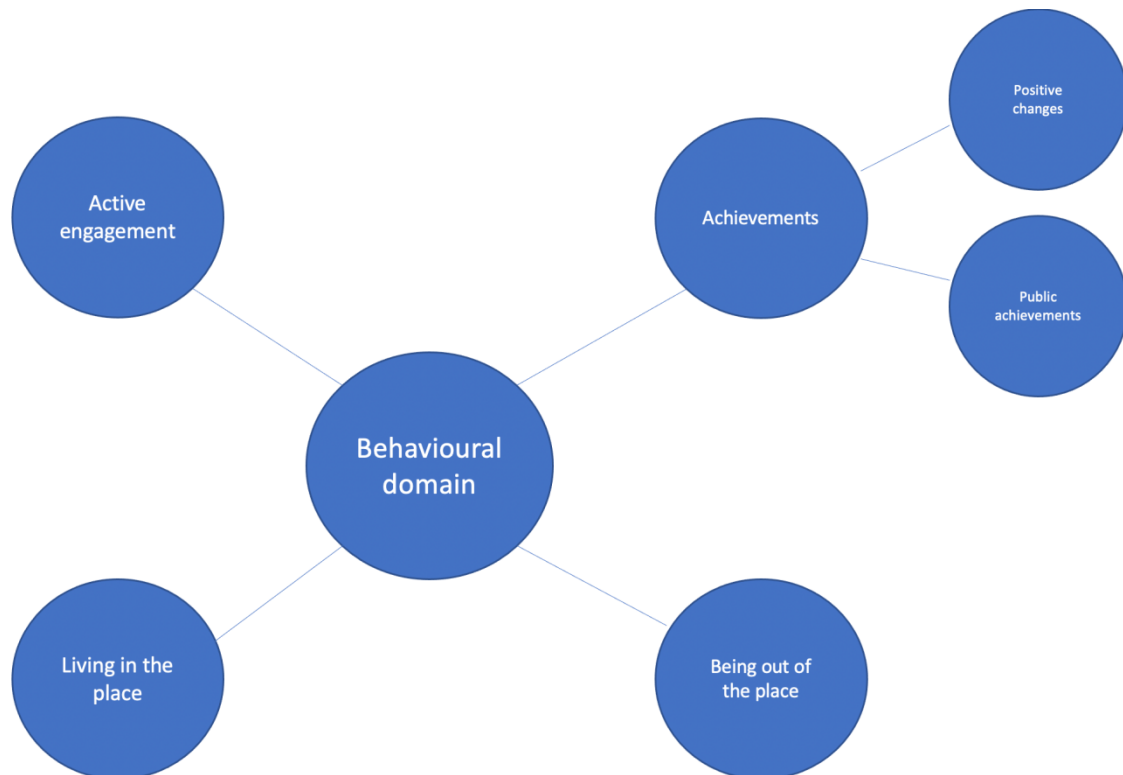 Positive
changes
Active
engagement
Achievements
Public
achievements
Behavioural
domain
Living in the
place
Being out of
the place